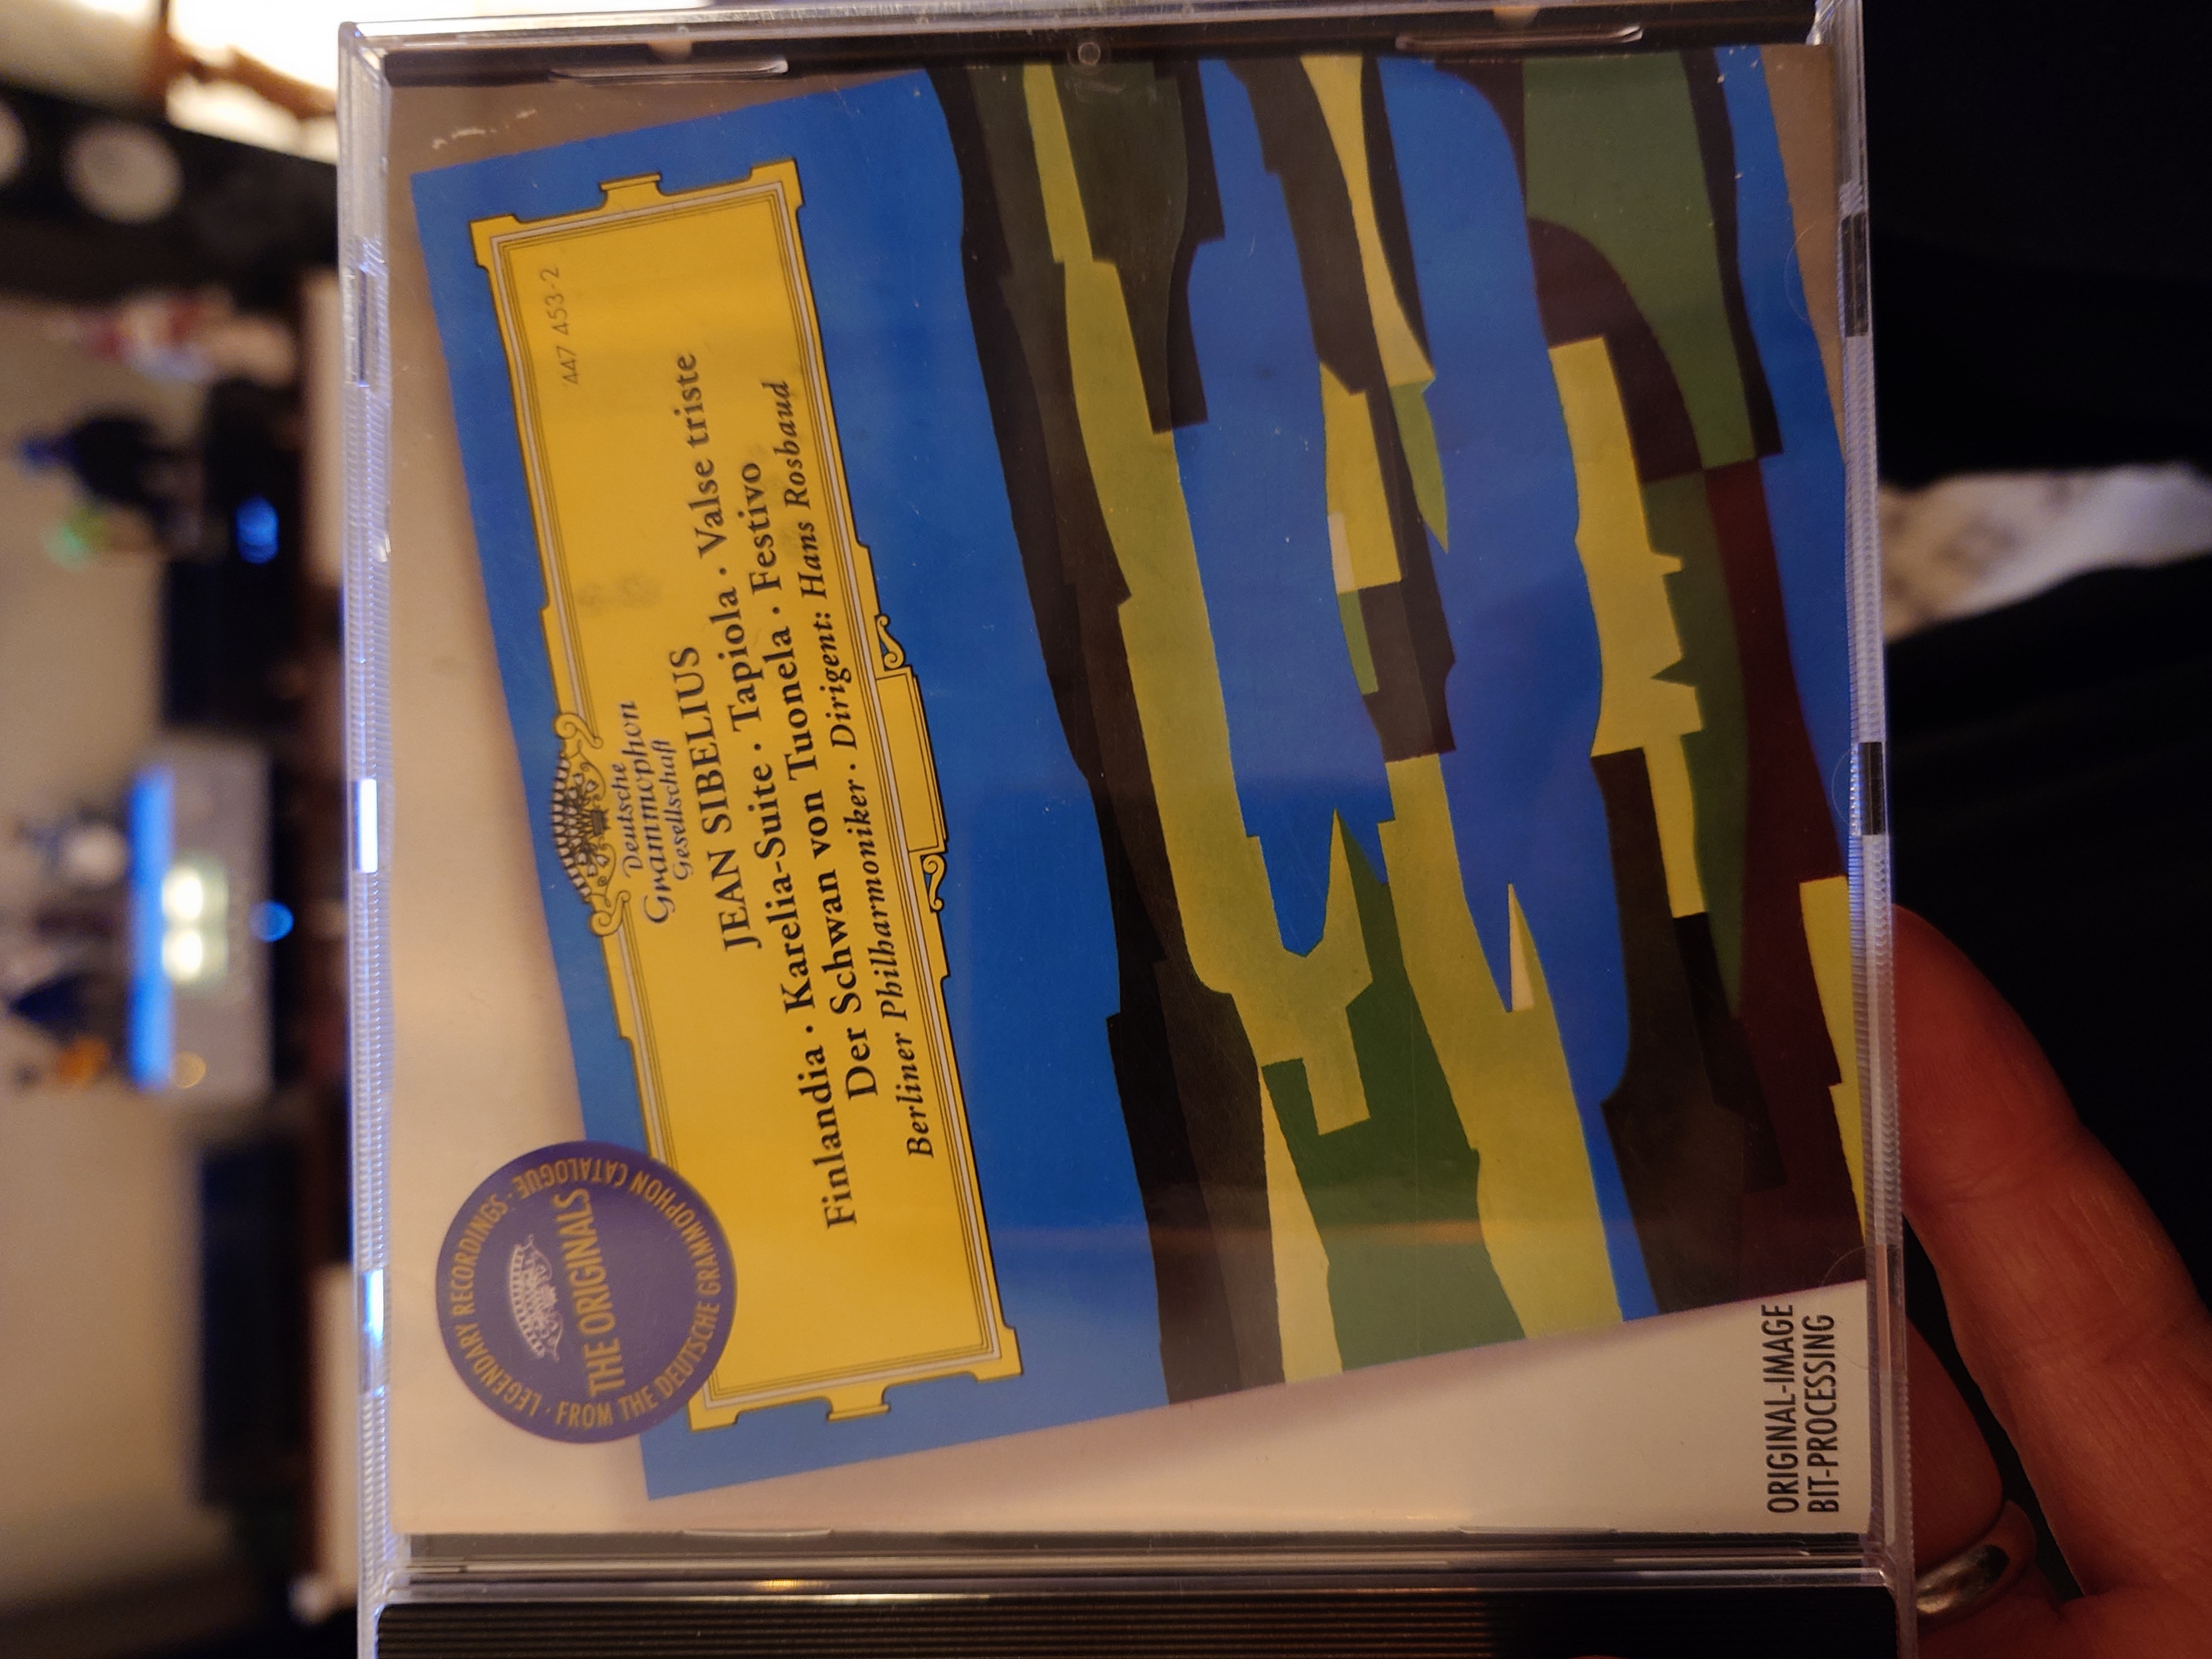 447 453-2
Deutsche
Grammophon
Gesellschaft
JEAN SIBELIUS
Finlandia · Karelia-Suite · Tapiola · Valse triste
Der Schwan von Tuonela · Festivo
Berliner Philharmoniker · Dirigent: Hans Rosbaud
LEGENDARY RECORDINGS ·
THE ORIGINALS
· FROM THE DEUTSCHE GRAMMOPHON CATALOGUE
ORIGINAL-IMAGE
BIT-PROCESSING